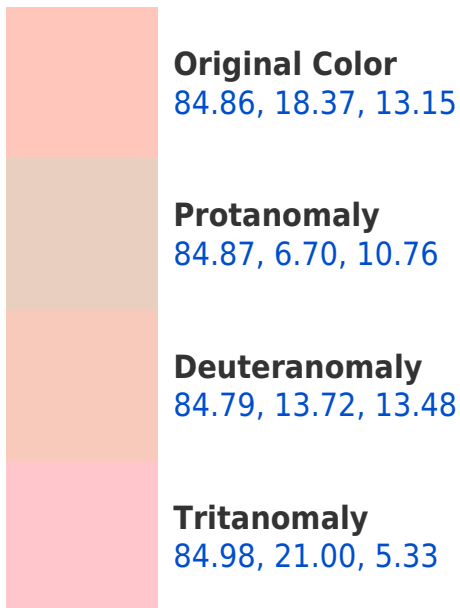 Original Color
84.86, 18.37, 13.15
Protanomaly
84.87, 6.70, 10.76
Deuteranomaly
84.79, 13.72, 13.48
Tritanomaly
84.98, 21.00, 5.33